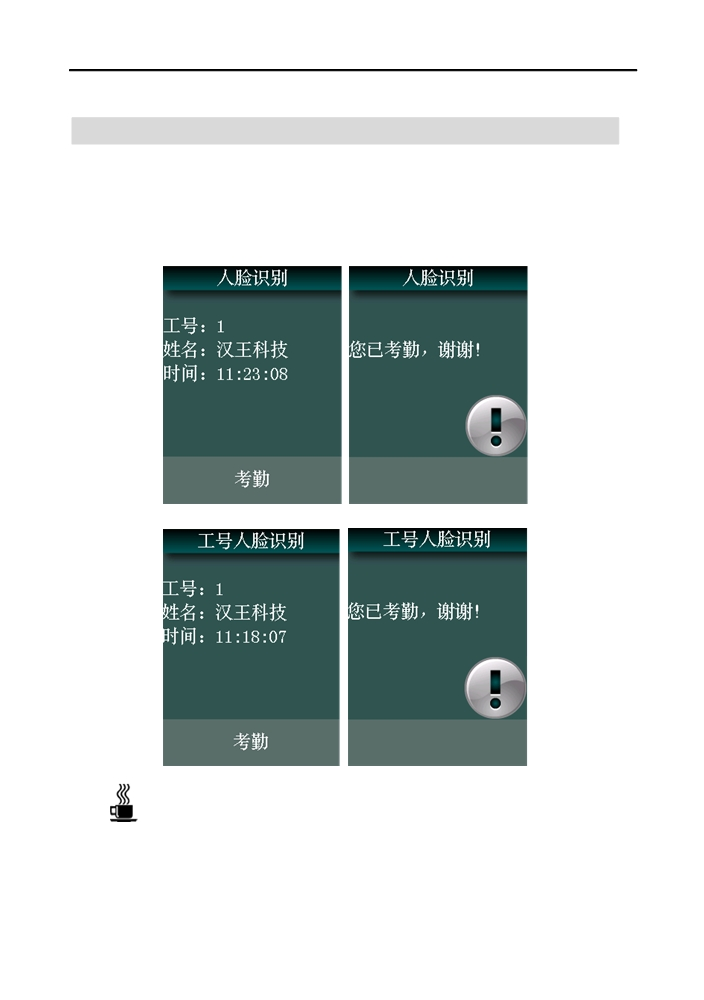 人脸识别
工号：1
姓名：汉王科技
时间：11:23:08
考勤
人脸识别
您已考勤，谢谢!
工号人脸识别
工号：1
姓名：汉王科技
时间：11:18:07
考勤
工号人脸识别
您已考勤，谢谢!